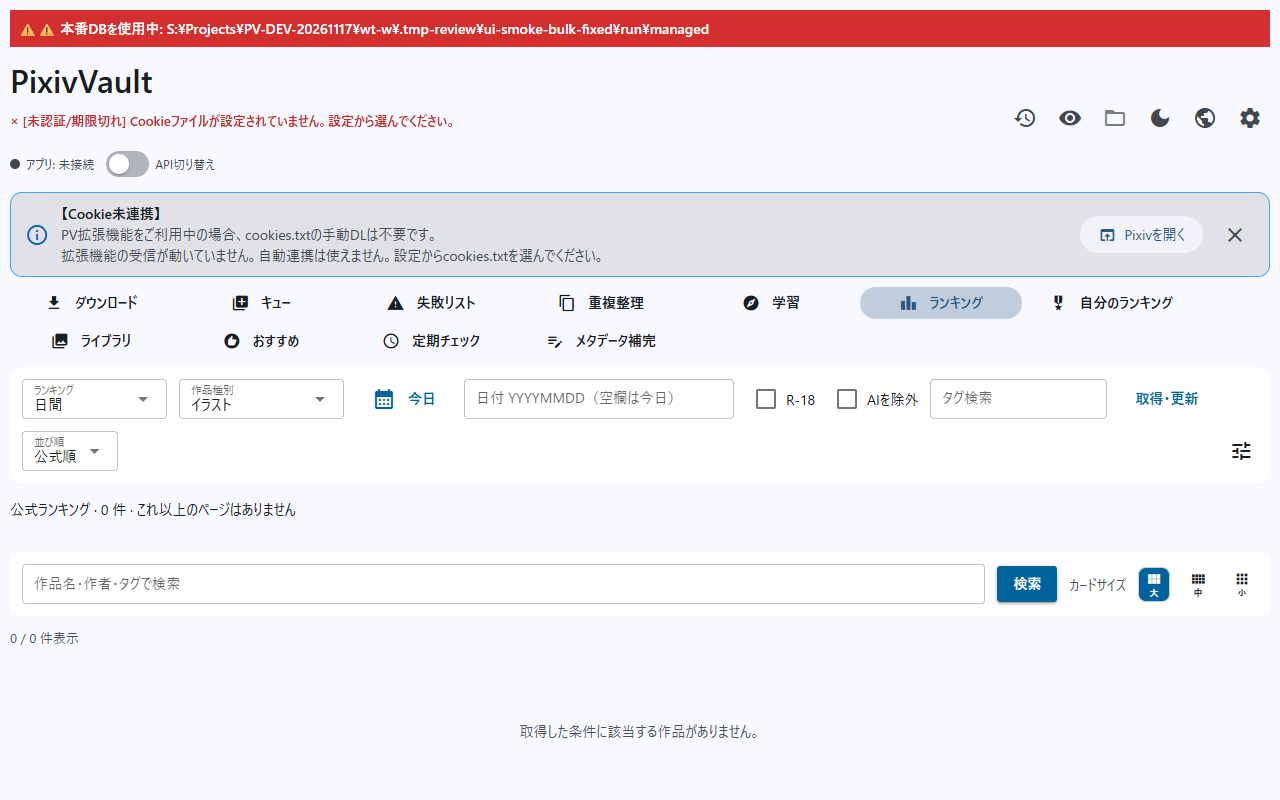 本番DBを使用中: S:¥Projects¥PV-DEV-20261117¥wt-w¥.tmp-review¥ui-smoke-bulk-fixed¥run¥managed
PixivVault
× [未認証/期限切れ] Cookieファイルが設定されていません。設定から選んでください。
アプリ: 未接続 API切り替え
【Cookie未連携】
PV拡張機能をご利用中の場合、cookies.txtの手動DLは不要です。
拡張機能の受信が動いていません。自動連携は使えません。設定からcookies.txtを選んでください。
Pixivを開く
ダウンロード キュー 失敗リスト 重複整理 学習 ランキング 自分のランキング
ライブラリ おすすめ 定期チェック メタデータ補完
ランキング 作品種別
日間 イラスト 今日 日付 YYYYMMDD（空欄は今日） R-18 AIを除外 タグ検索 取得・更新
並び順
公式順
公式ランキング · 0 件 · これ以上のページはありません
作品名・作者・タグで検索 検索 カードサイズ 大 中 小
0 / 0 件表示
取得した条件に該当する作品がありません。